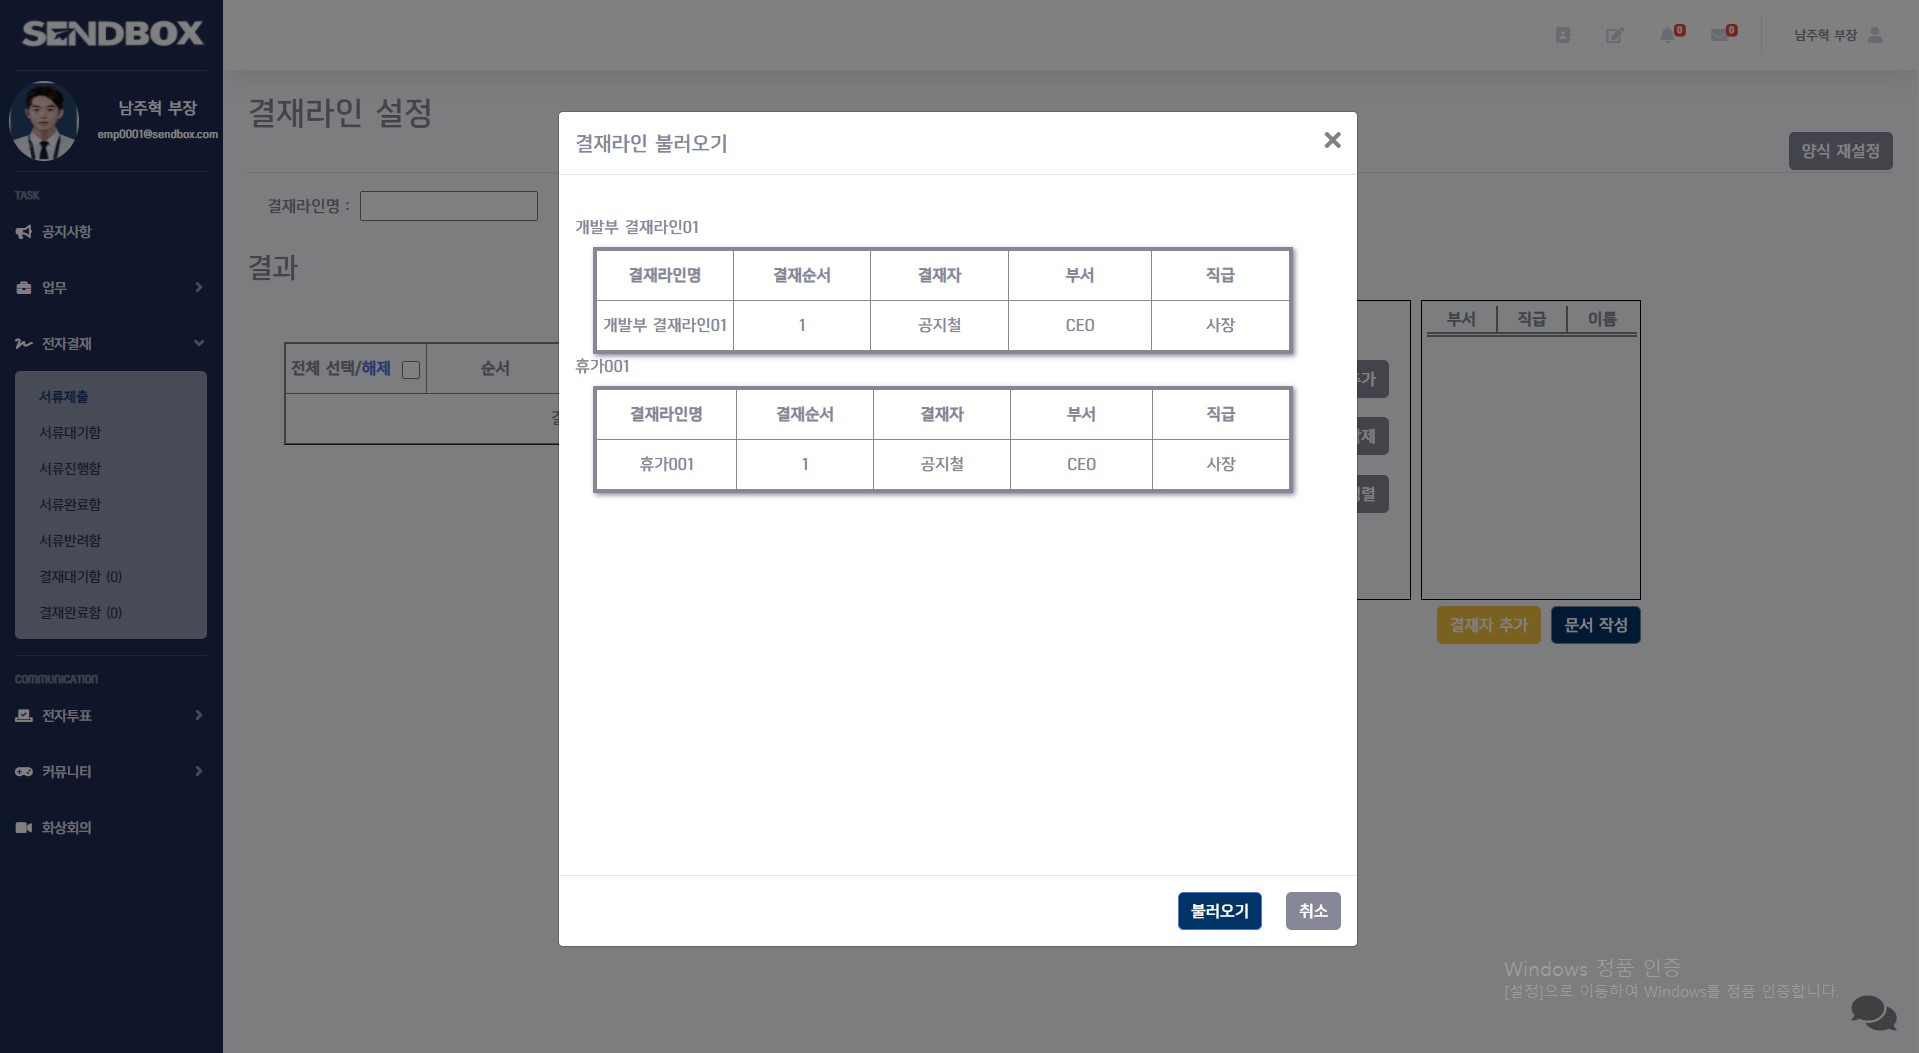 SENDBOX
남주혁 부장
emp0001@sendbox.com
TASK
공지사항
업무
전자결재
서류제출
서류대기함
서류진행함
서류완료함
서류반려함
결재대기함 (0)
결재완료함 (0)
COMMUNICATION
전자투표
커뮤니티
화상회의
0
0
남주혁 부장
결재라인 설정
양식 재설정
결재라인명 :
결과
전체 선택/해제 순서
부서 직급 이름
결재자 추가 문서 작성
결재라인 불러오기
개발부 결재라인01
결재라인명 결재순서 결재자 부서 직급
개발부 결재라인01 1 공지철 CEO 사장
휴가001
결재라인명 결재순서 결재자 부서 직급
휴가001 1 공지철 CEO 사장
불러오기 취소
Windows 정품 인증
[설정]으로 이동하여 Windows를 정품 인증합니다.